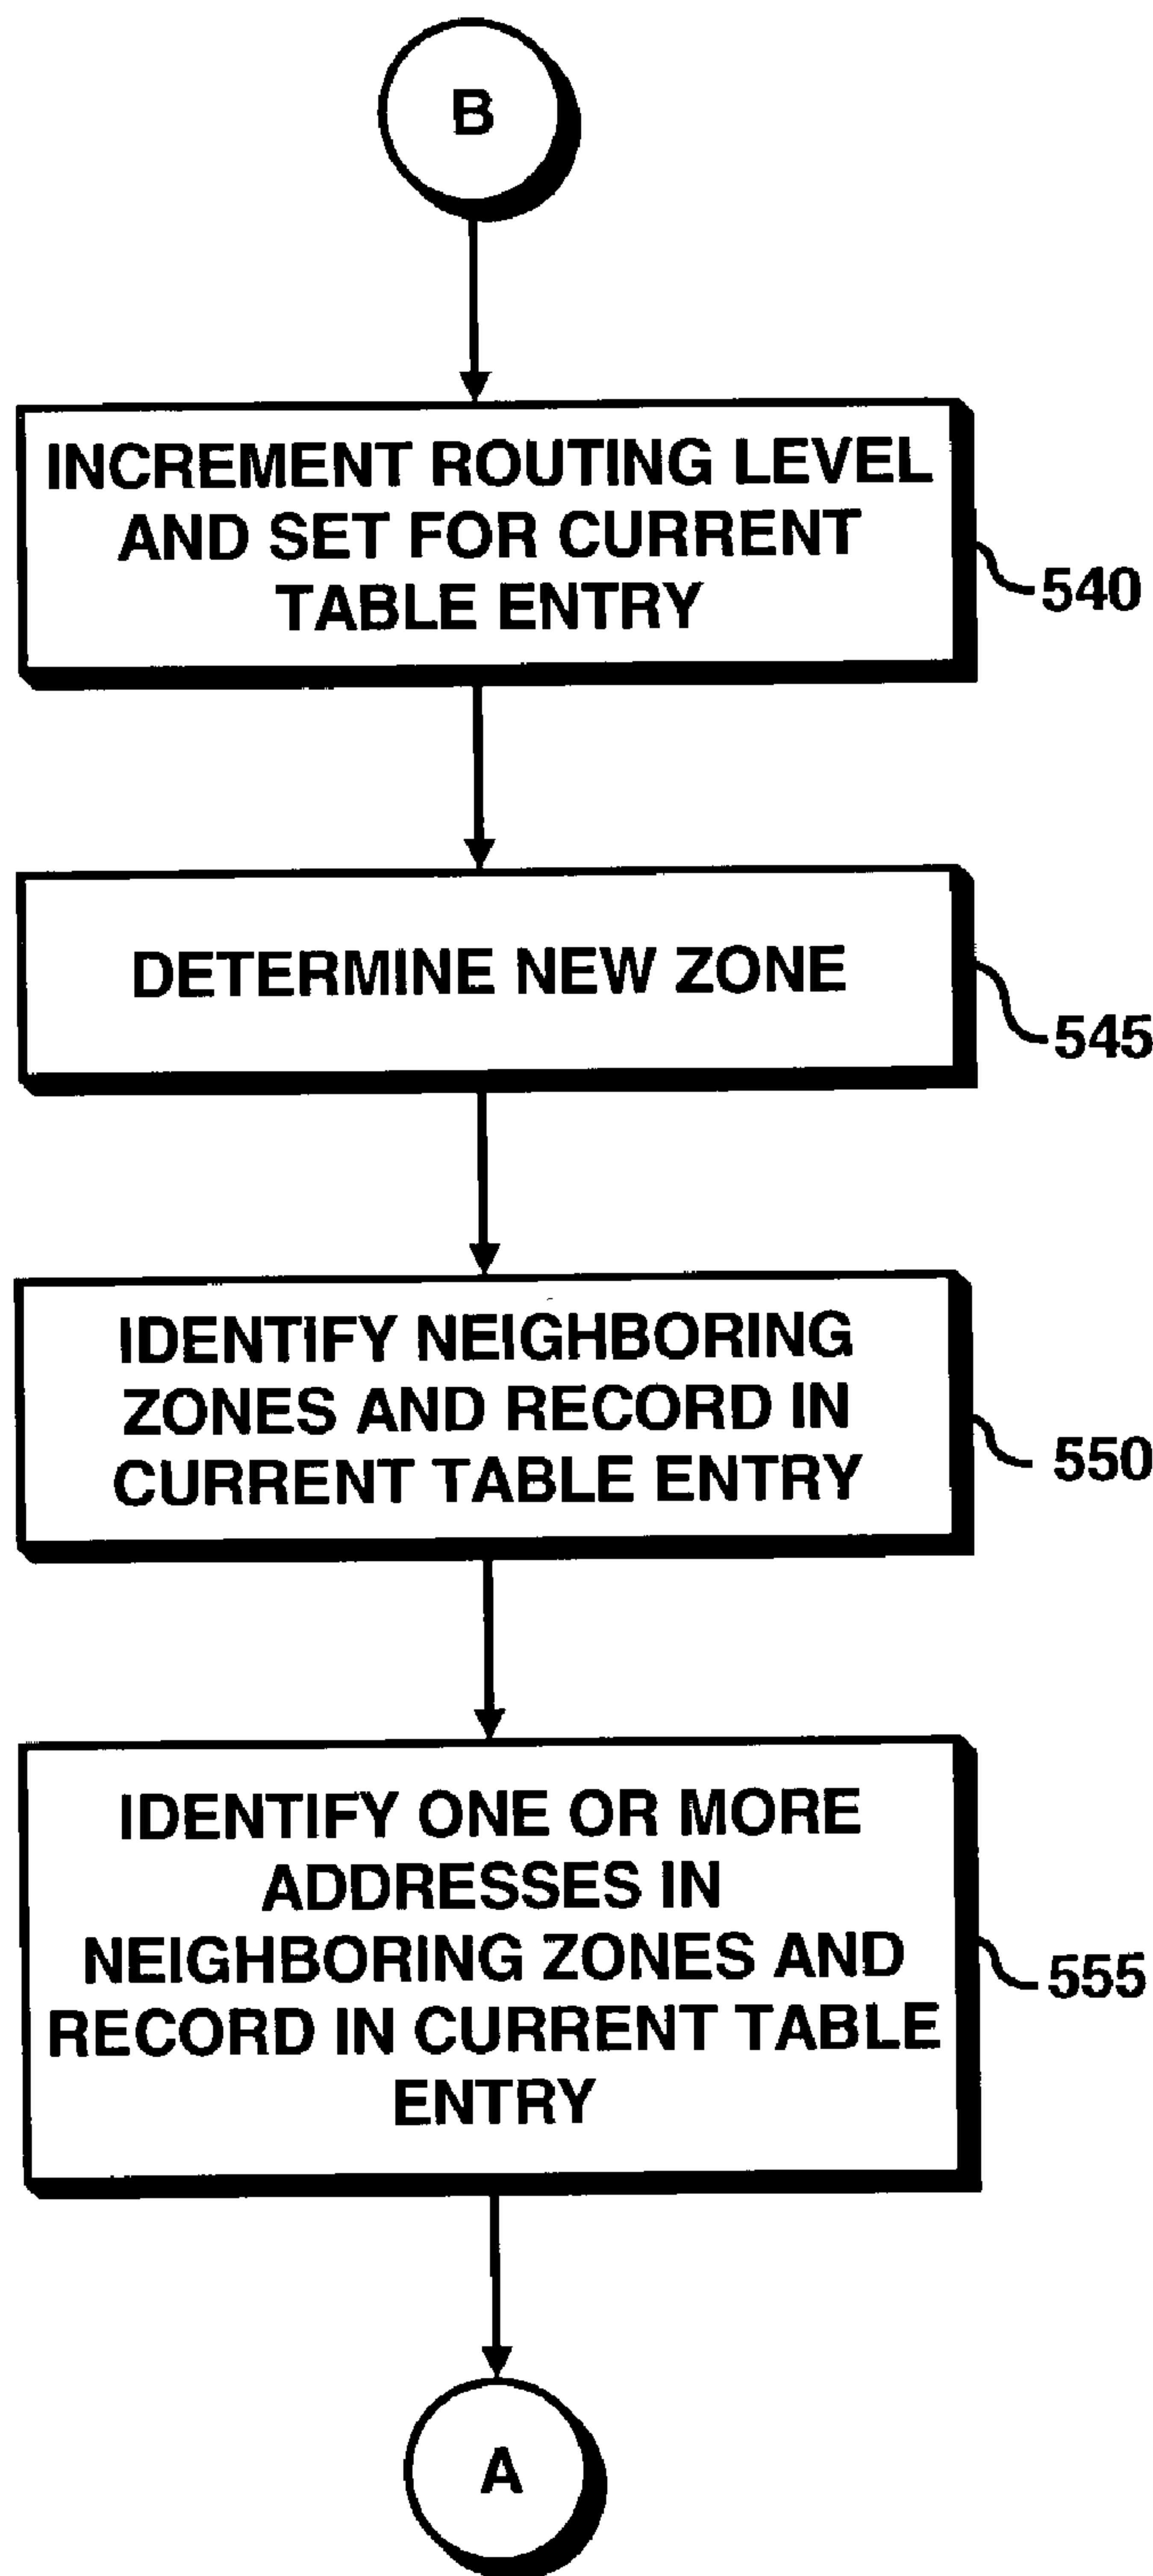 B
INCREMENT ROUTING LEVEL
AND SET FOR CURRENT
TABLE ENTRY
540
DETERMINE NEW ZONE
545
IDENTIFY NEIGHBORING
ZONES AND RECORD IN
CURRENT TABLE ENTRY
550
IDENTIFY ONE OR MORE
ADDRESSES IN
NEIGHBORING ZONES AND
RECORD IN CURRENT TABLE
ENTRY
555
A